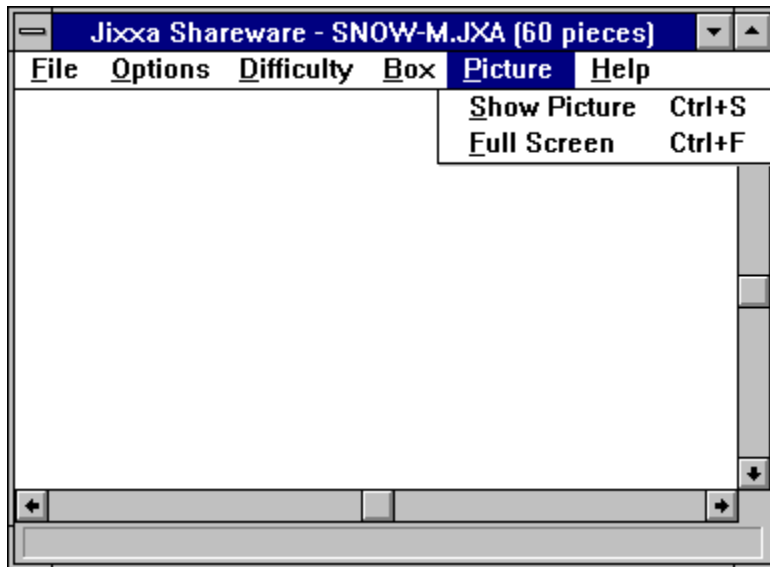 Jixxa Shareware - SNOW-M.JXA (60 pieces)
File Options Difficulty Box Picture Help
Show Picture Ctrl+S
Full Screen Ctrl+F